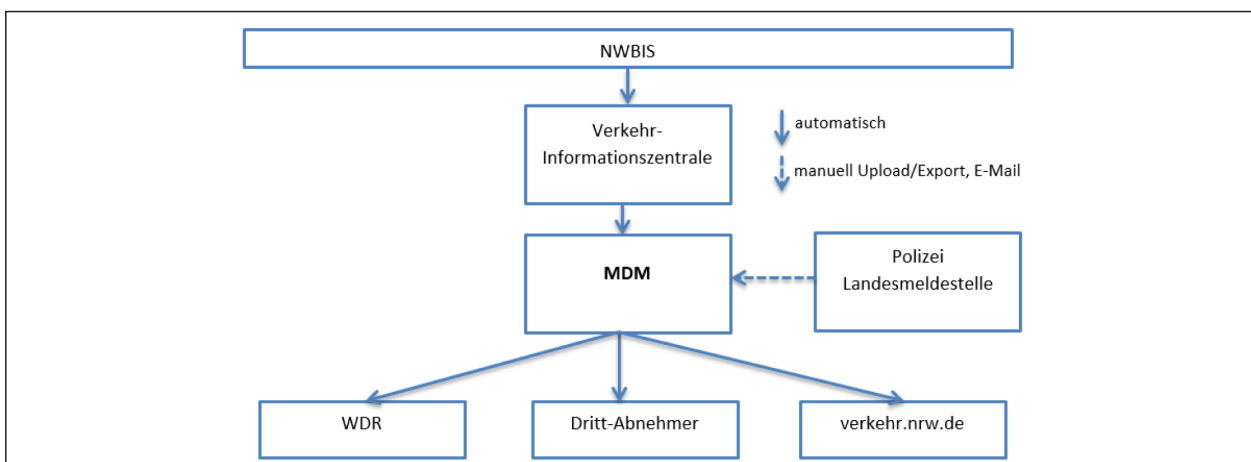 NWBIS
Verkehr-
Informationszentrale
automatisch
manuell Upload/Export, E-Mail
MDM
Polizei
Landesmeldestelle
WDR
Dritt-Abnehmer
verkehr.nrw.de